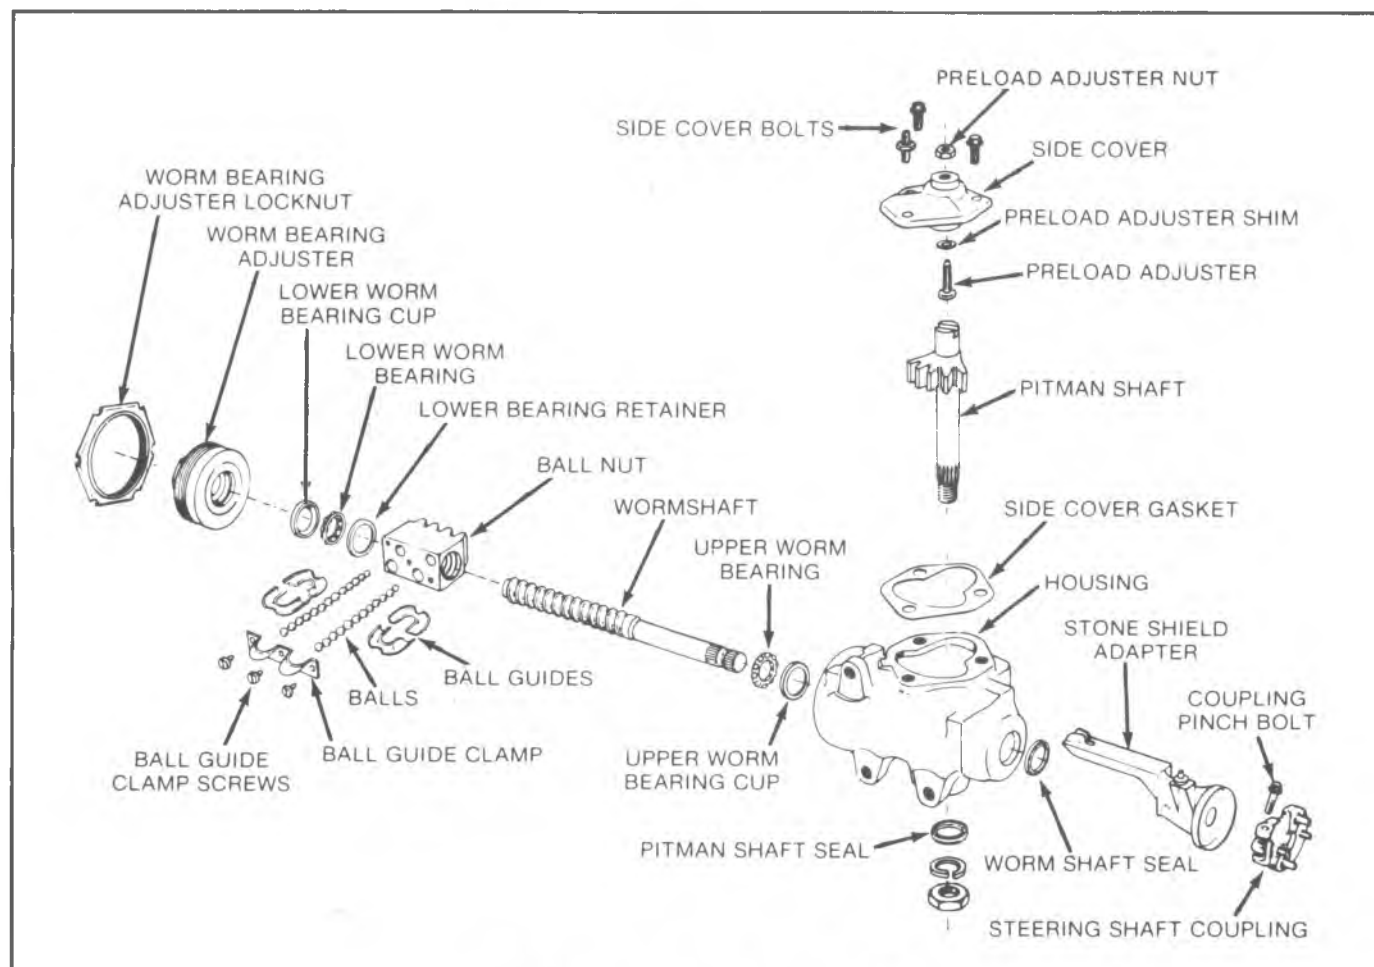 PRELOAD ADJUSTER NUT
SIDE COVER BOLTS
SIDE COVER
WORM BEARING
ADJUSTER LOCKNUT
PRELOAD ADJUSTER SHIM
WORM BEARING
ADJUSTER
PRELOAD ADJUSTER
LOWER WORM
BEARING CUP
LOWER WORM
BEARING
PITMAN SHAFT
LOWER BEARING RETAINER
BALL NUT
WORMSHAFT
SIDE COVER GASKET
UPPER WORM
BEARING
HOUSING
STONE SHIELD
ADAPTER
BALL GUIDES
BALLS
COUPLING
PINCH BOLT
BALL GUIDE
CLAMP SCREWS
BALL GUIDE CLAMP
UPPER WORM
BEARING CUP
PITMAN SHAFT SEAL
WORM SHAFT SEAL
STEERING SHAFT COUPLING